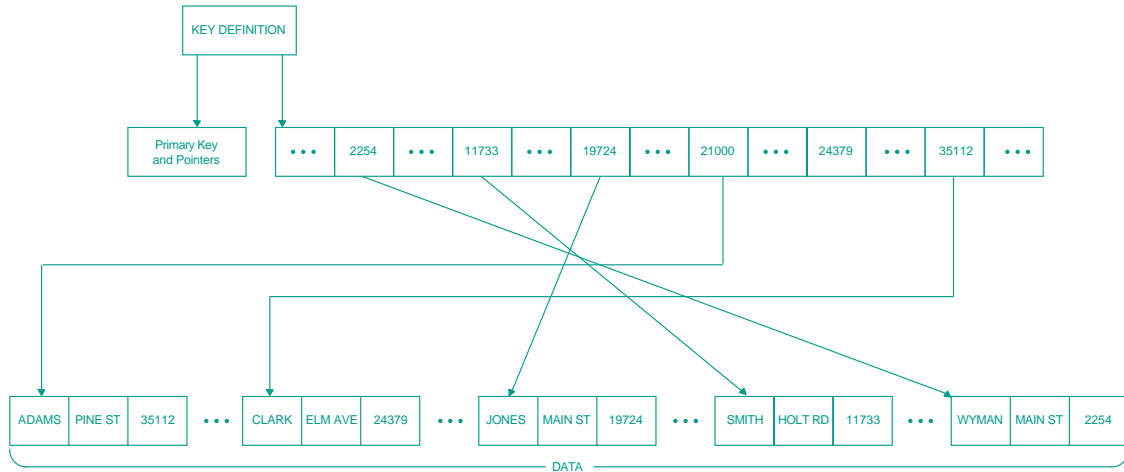 KEY DEFINITION
Primary Key
and Pointers
• • • 2254 • • • 11733 • • • 19724 • • • 21000 • • • 24379 • • • 35112 • • •
ADAMS PINE ST 35112 • • • CLARK ELM AVE 24379 • • • JONES MAIN ST 19724 • • • SMITH HOLT RD 11733 • • • WYMAN MAIN ST 2254
DATA